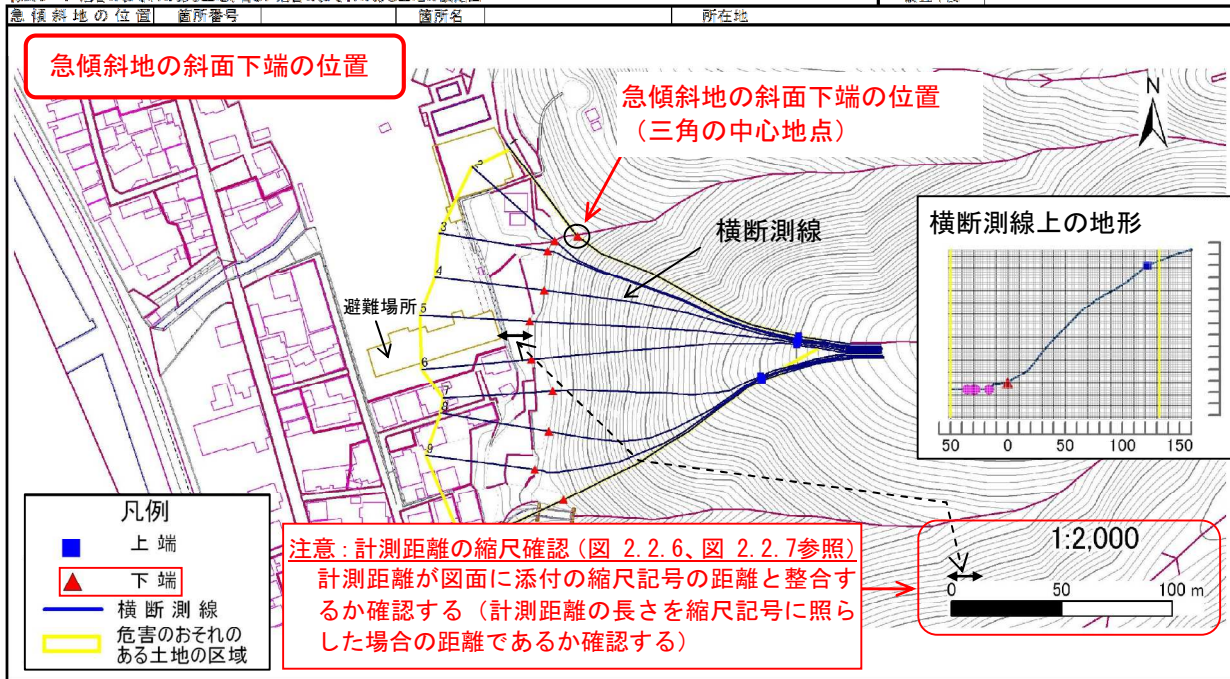 急傾斜地の位置 箇所番号 箇所名 所在地
急傾斜地の斜面下端の位置
急傾斜地の斜面下端の位置
（三角の中心地点）
N
横断測線
横断測線上の地形
50 0 50 100 150
1
2
3
4
5
6
7
8
9
避難場所
凡例
上端
下端
横断測線
危害のおそれの
ある土地の区域
注意：計測距離の縮尺確認（図 2.2.6、図 2.2.7参照）
計測距離が図面に添付の縮尺記号の距離と整合す
るか確認する（計測距離の長さを縮尺記号に照ら
した場合の距離であるか確認する）
1:2,000
0 50 100 m